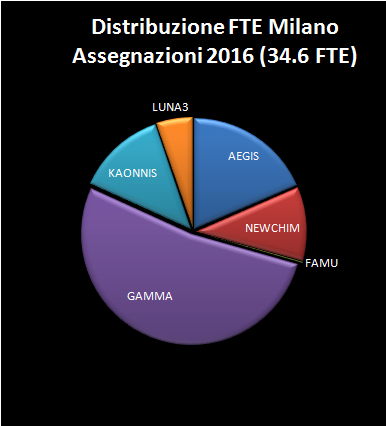 Distribuzione FTE Milano
Assegnazioni 2016 (34.6 FTE)
LUNA3
AEGIS
KAONNIS
NEWCHIM
FAMU
GAMMA